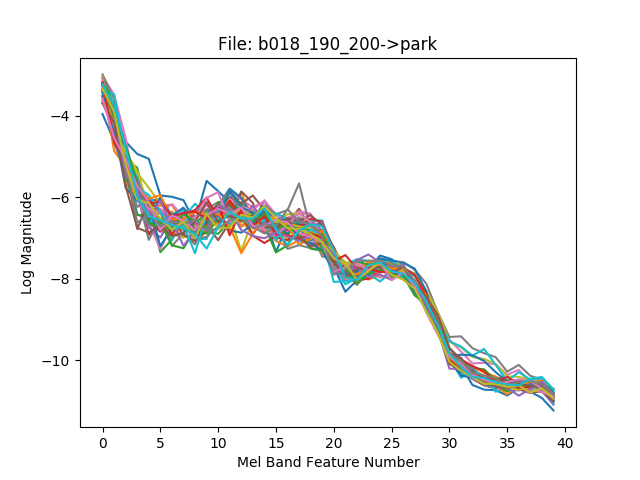 File: b018_190_200->park
Log Magnitude
−4
−6
−8
−10
0 5 10 15 20 25 30 35 40
Mel Band Feature Number